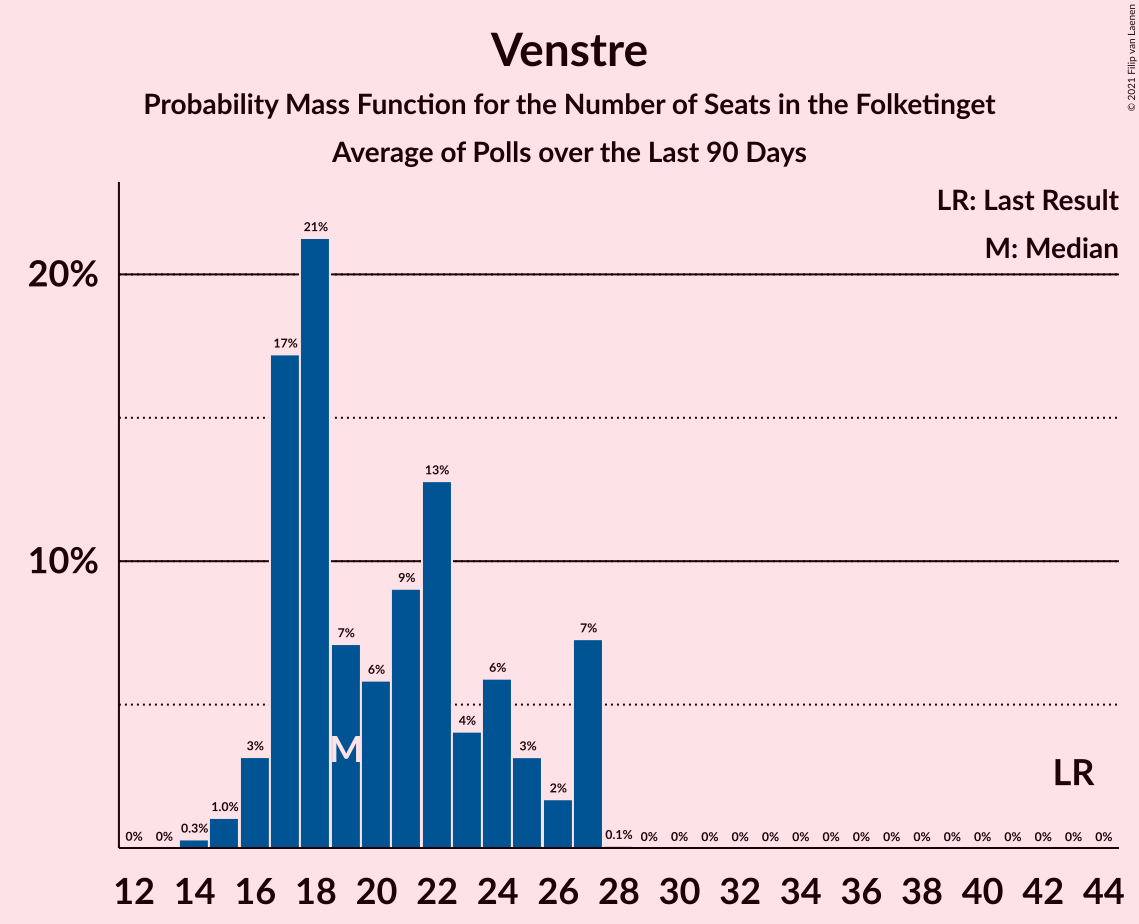 Venstre
Probability Mass Function for the Number of Seats in the Folketinget
Average of Polls over the Last 90 Days
© 2021 Filip van Laenen
LR: Last Result
M: Median
20%
10%
0% 0% 0.3% 1.0% 3% 17% 21% 7% 6% 9% 13% 4% 6% 3% 2% 7% 0.1% 0% 0% 0% 0% 0% 0% 0% 0% 0% 0% 0% 0% 0% 0% 0% 0%
M
LR
12 14 16 18 20 22 24 26 28 30 32 34 36 38 40 42 44